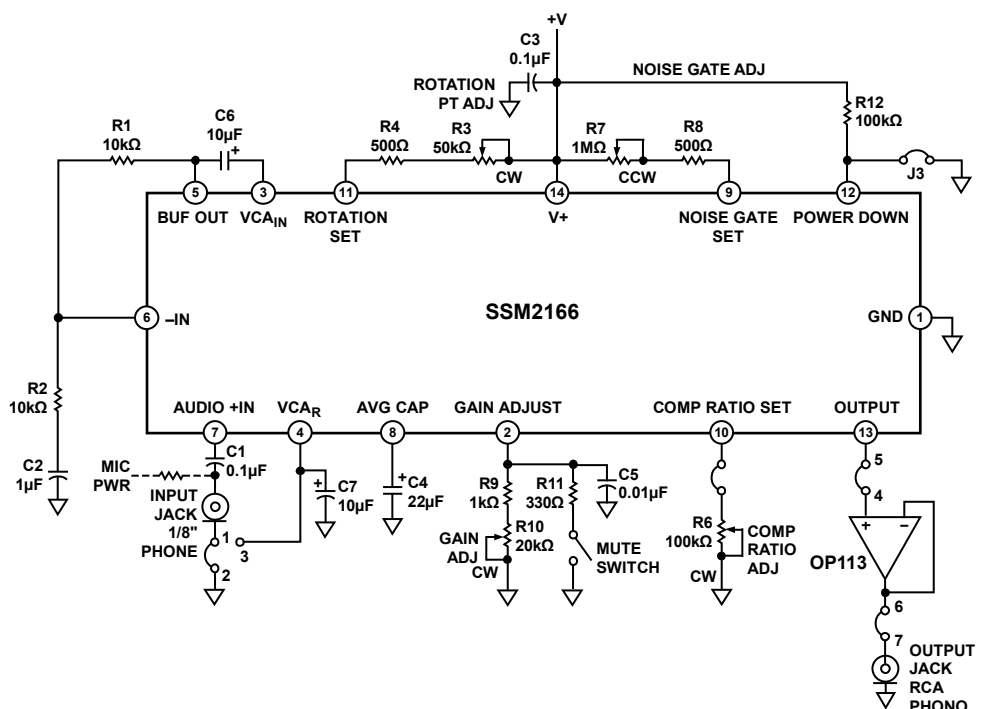 +V
C3
0.1µF
ROTATION
PT ADJ
NOISE GATE ADJ
R12
100kΩ
R1
10kΩ
C6
10µF
+
R4
500Ω
R3
50kΩ
CW
R7
1MΩ
CCW
R8
500Ω
J3
5
3
11
14
9
12
BUF OUT
VCAIN
ROTATION
SET
V+
NOISE GATE
SET
POWER DOWN
SSM2166
6
–IN
GND
1
R2
10kΩ
C2
1µF
AUDIO +IN
VCAR
AVG CAP
GAIN ADJUST
COMP RATIO SET
OUTPUT
7
4
8
2
10
13
C1
0.1µF
MIC
PWR
INPUT
JACK
1/8"
PHONE
1
3
2
+
C7
10µF
+
C4
22µF
R9
1kΩ
R10
20kΩ
GAIN
ADJ
CW
R11
330Ω
C5
0.01µF
MUTE
SWITCH
R6
100kΩ
COMP
RATIO
ADJ
CW
5
4
+
–
OP113
6
7
OUTPUT
JACK
RCA
PHONO